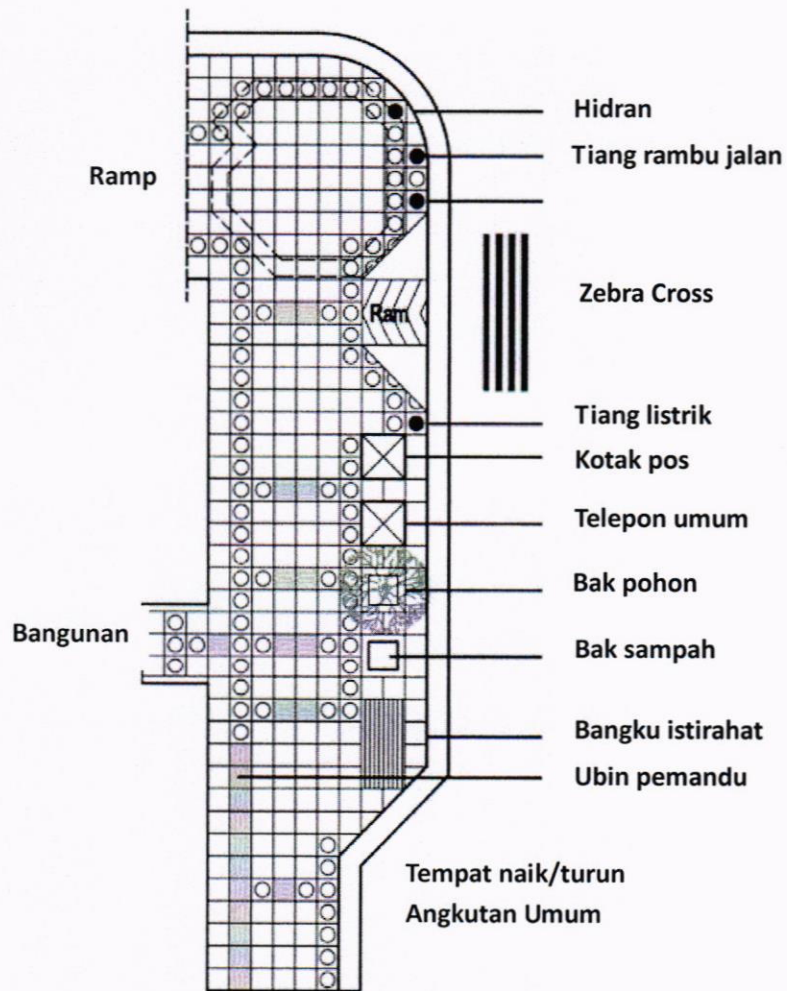 Hidran
Tiang rambu jalan
Ramp
Zebra Cross
Ram
Tiang listrik
Kotak pos
Telepon umum
Bak pohon
Bangunan
Bak sampah
Bangku istirahat
Ubin pemandu
Tempat naik/turun
Angkutan Umum